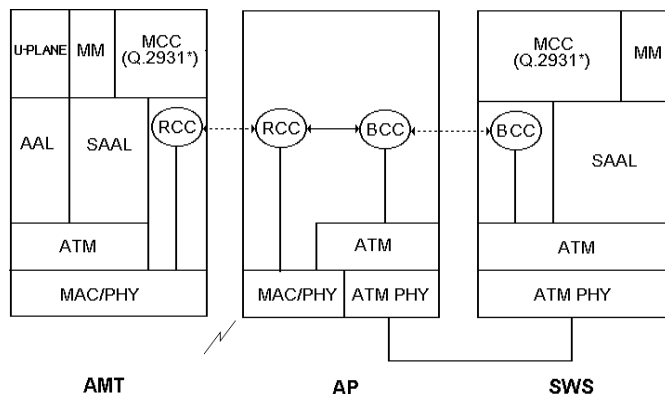 U-PLANE
MM
MCC
(Q.2931*)
AAL
SAAL
RCC
ATM
MAC/PHY
AMT
RCC
BCC
ATM
MAC/PHY
ATM PHY
AP
MCC
(Q.2931*)
MM
BCC
SAAL
ATM
ATM PHY
SWS